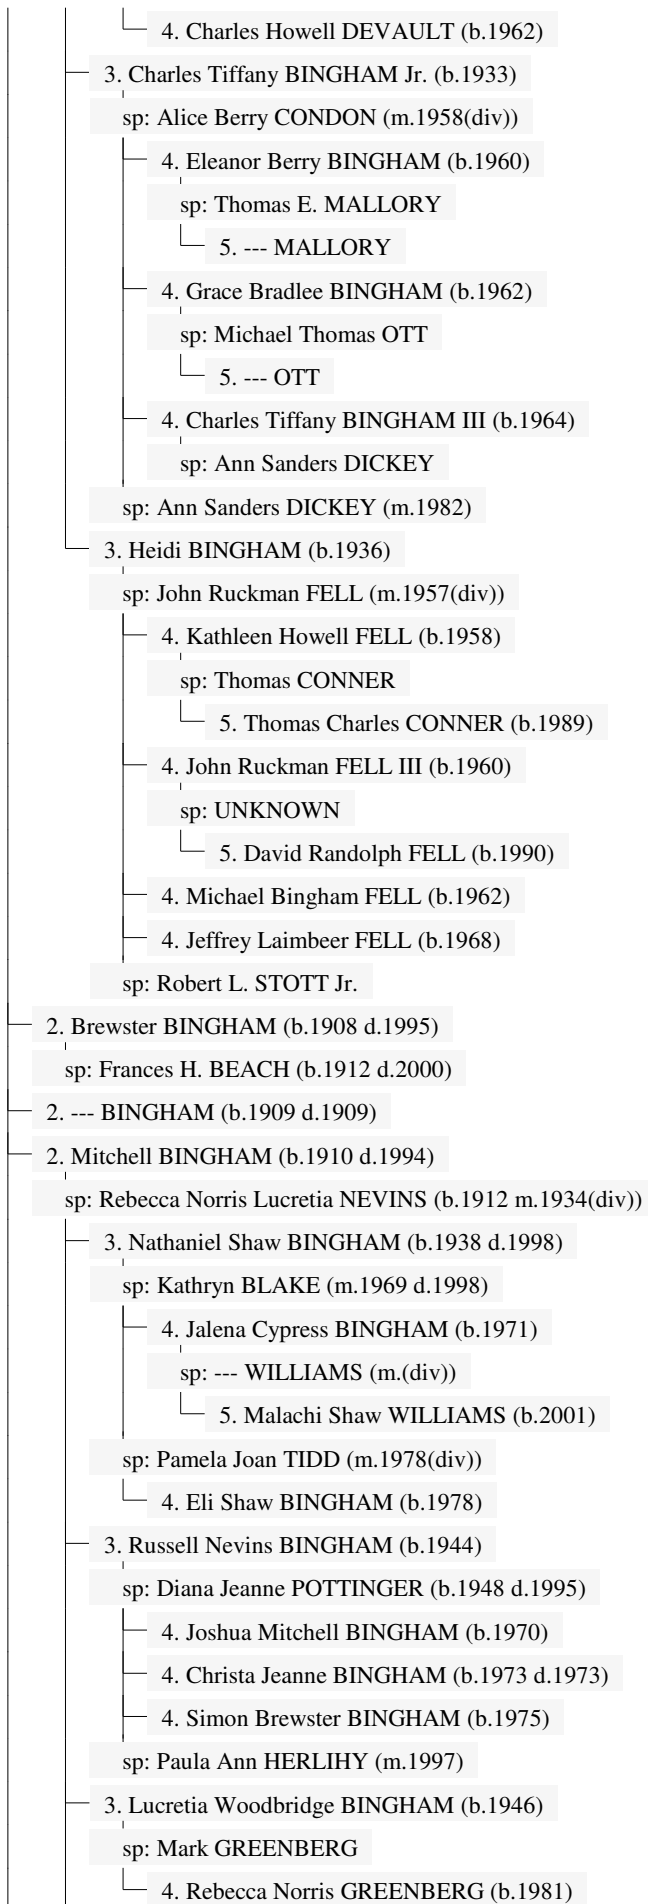 4. Charles Howell DEVAULT (b.1962)
3. Charles Tiffany BINGHAM Jr. (b.1933)
sp: Alice Berry CONDON (m.1958(div))
4. Eleanor Berry BINGHAM (b.1960)
sp: Thomas E. MALLORY
5. --- MALLORY
4. Grace Bradlee BINGHAM (b.1962)
sp: Michael Thomas OTT
5. --- OTT
4. Charles Tiffany BINGHAM III (b.1964)
sp: Ann Sanders DICKEY
sp: Ann Sanders DICKEY (m.1982)
3. Heidi BINGHAM (b.1936)
sp: John Ruckman FELL (m.1957(div))
4. Kathleen Howell FELL (b.1958)
sp: Thomas CONNER
5. Thomas Charles CONNER (b.1989)
4. John Ruckman FELL III (b.1960)
sp: UNKNOWN
5. David Randolph FELL (b.1990)
4. Michael Bingham FELL (b.1962)
4. Jeffrey Laimbeer FELL (b.1968)
sp: Robert L. STOTT Jr.
2. Brewster BINGHAM (b.1908 d.1995)
sp: Frances H. BEACH (b.1912 d.2000)
2. --- BINGHAM (b.1909 d.1909)
2. Mitchell BINGHAM (b.1910 d.1994)
sp: Rebecca Norris Lucretia NEVINS (b.1912 m.1934(div))
3. Nathaniel Shaw BINGHAM (b.1938 d.1998)
sp: Kathryn BLAKE (m.1969 d.1998)
4. Jalena Cypress BINGHAM (b.1971)
sp: --- WILLIAMS (m.(div))
5. Malachi Shaw WILLIAMS (b.2001)
sp: Pamela Joan TIDD (m.1978(div))
4. Eli Shaw BINGHAM (b.1978)
3. Russell Nevins BINGHAM (b.1944)
sp: Diana Jeanne POTTINGER (b.1948 d.1995)
4. Joshua Mitchell BINGHAM (b.1970)
4. Christa Jeanne BINGHAM (b.1973 d.1973)
4. Simon Brewster BINGHAM (b.1975)
sp: Paula Ann HERLIHY (m.1997)
3. Lucretia Woodbridge BINGHAM (b.1946)
sp: Mark GREENBERG
4. Rebecca Norris GREENBERG (b.1981)